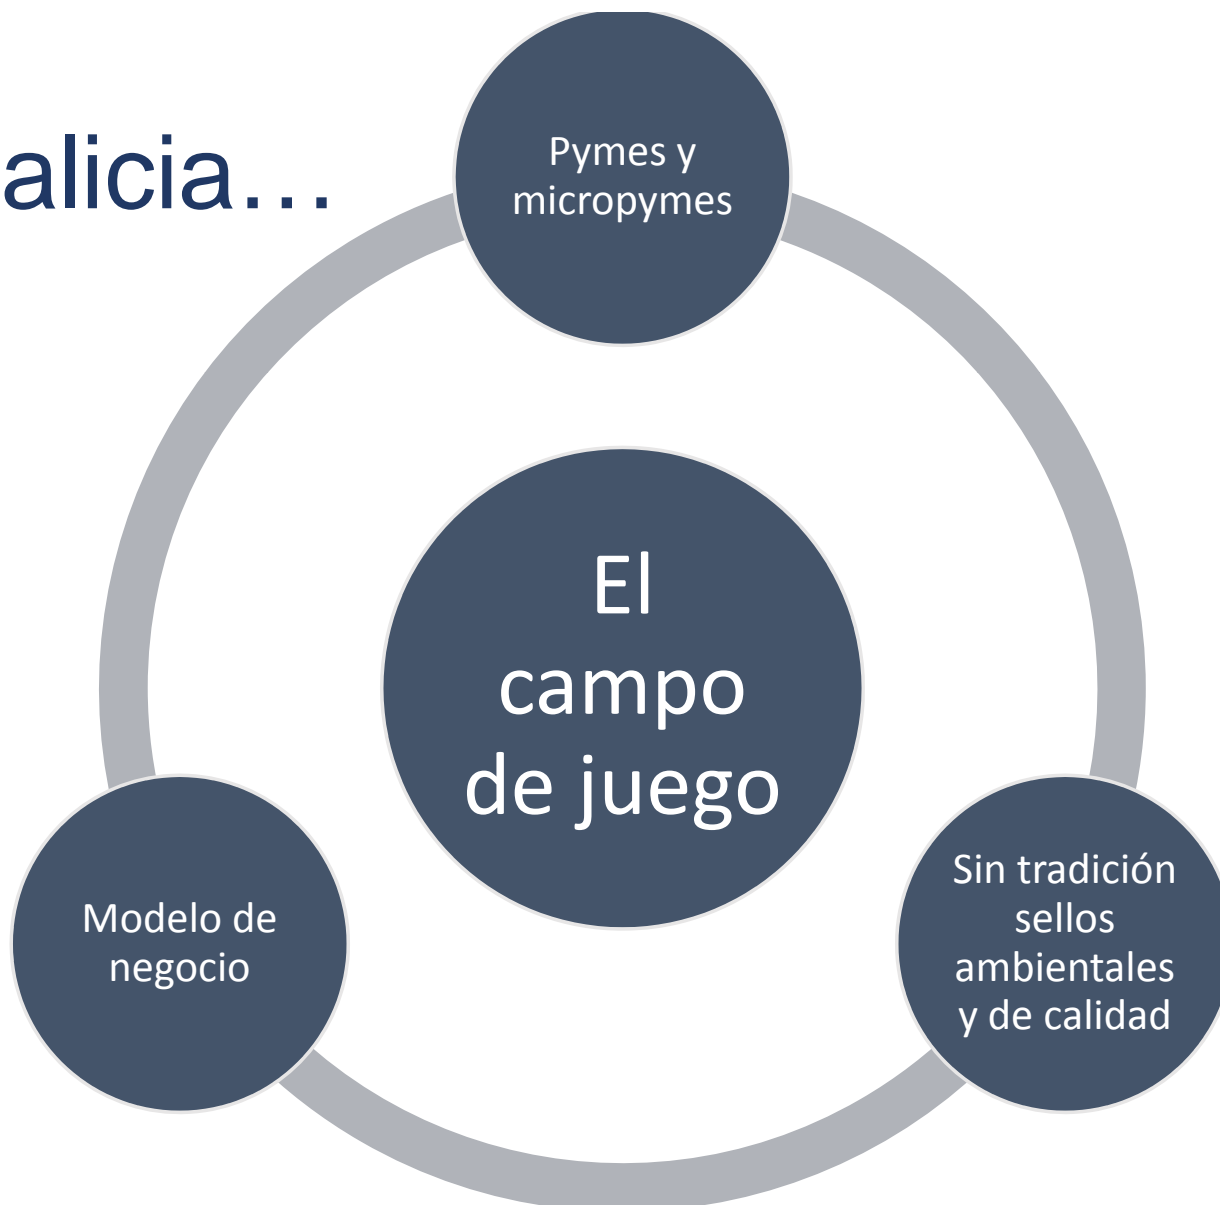 alicia…
Pymes y
micropymes
El
campo
de juego
Modelo de
negocio
Sin tradición
sellos
ambientales
y de calidad